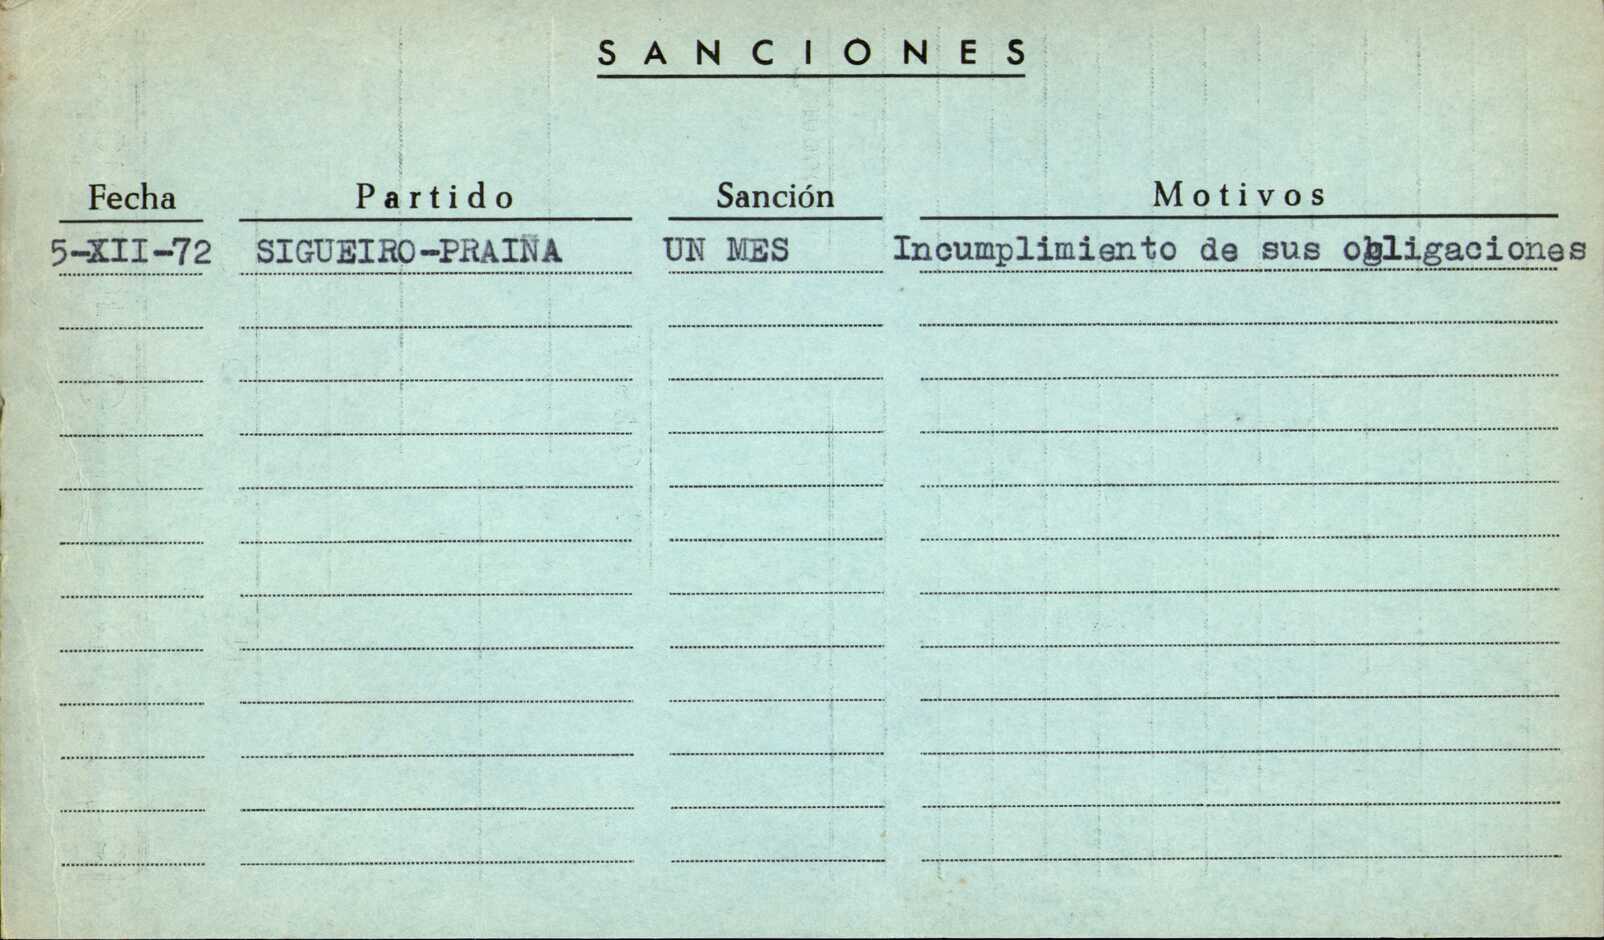 SANCIONES
Fecha Partido Sanción Motivos
5-XII-72 SIGUEIRO-PRAIÑA UN MES Incumplimiento de sus obligaciones